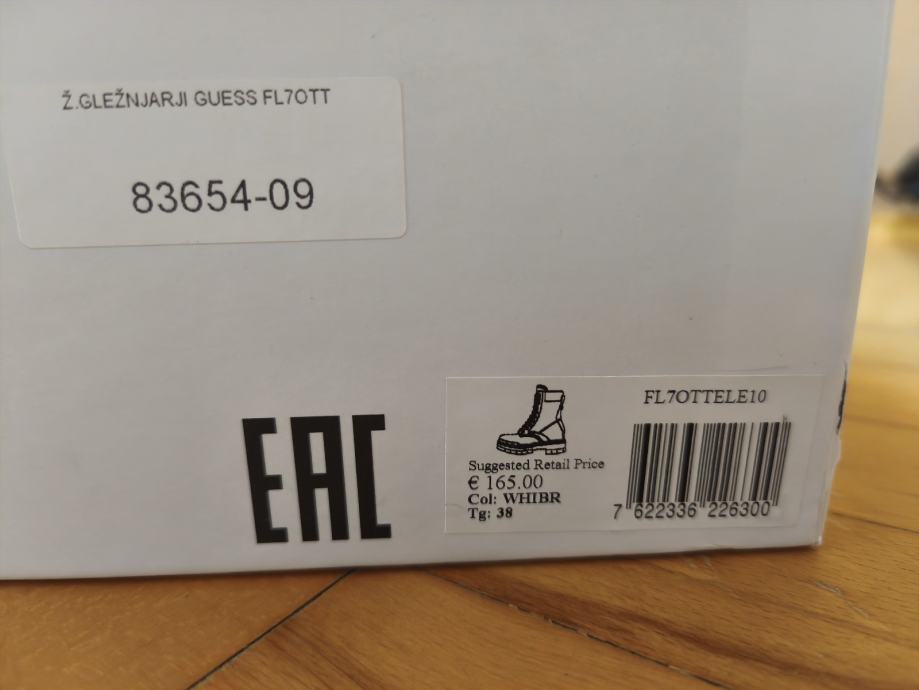 Ž.GLEŽNJARJI GUESS FL7OTT
83654-09
EAC
FL7OTTELE10
Suggested Retail Price
€ 165.00
Col: WHIBR
Tg: 38
7 622336 226300